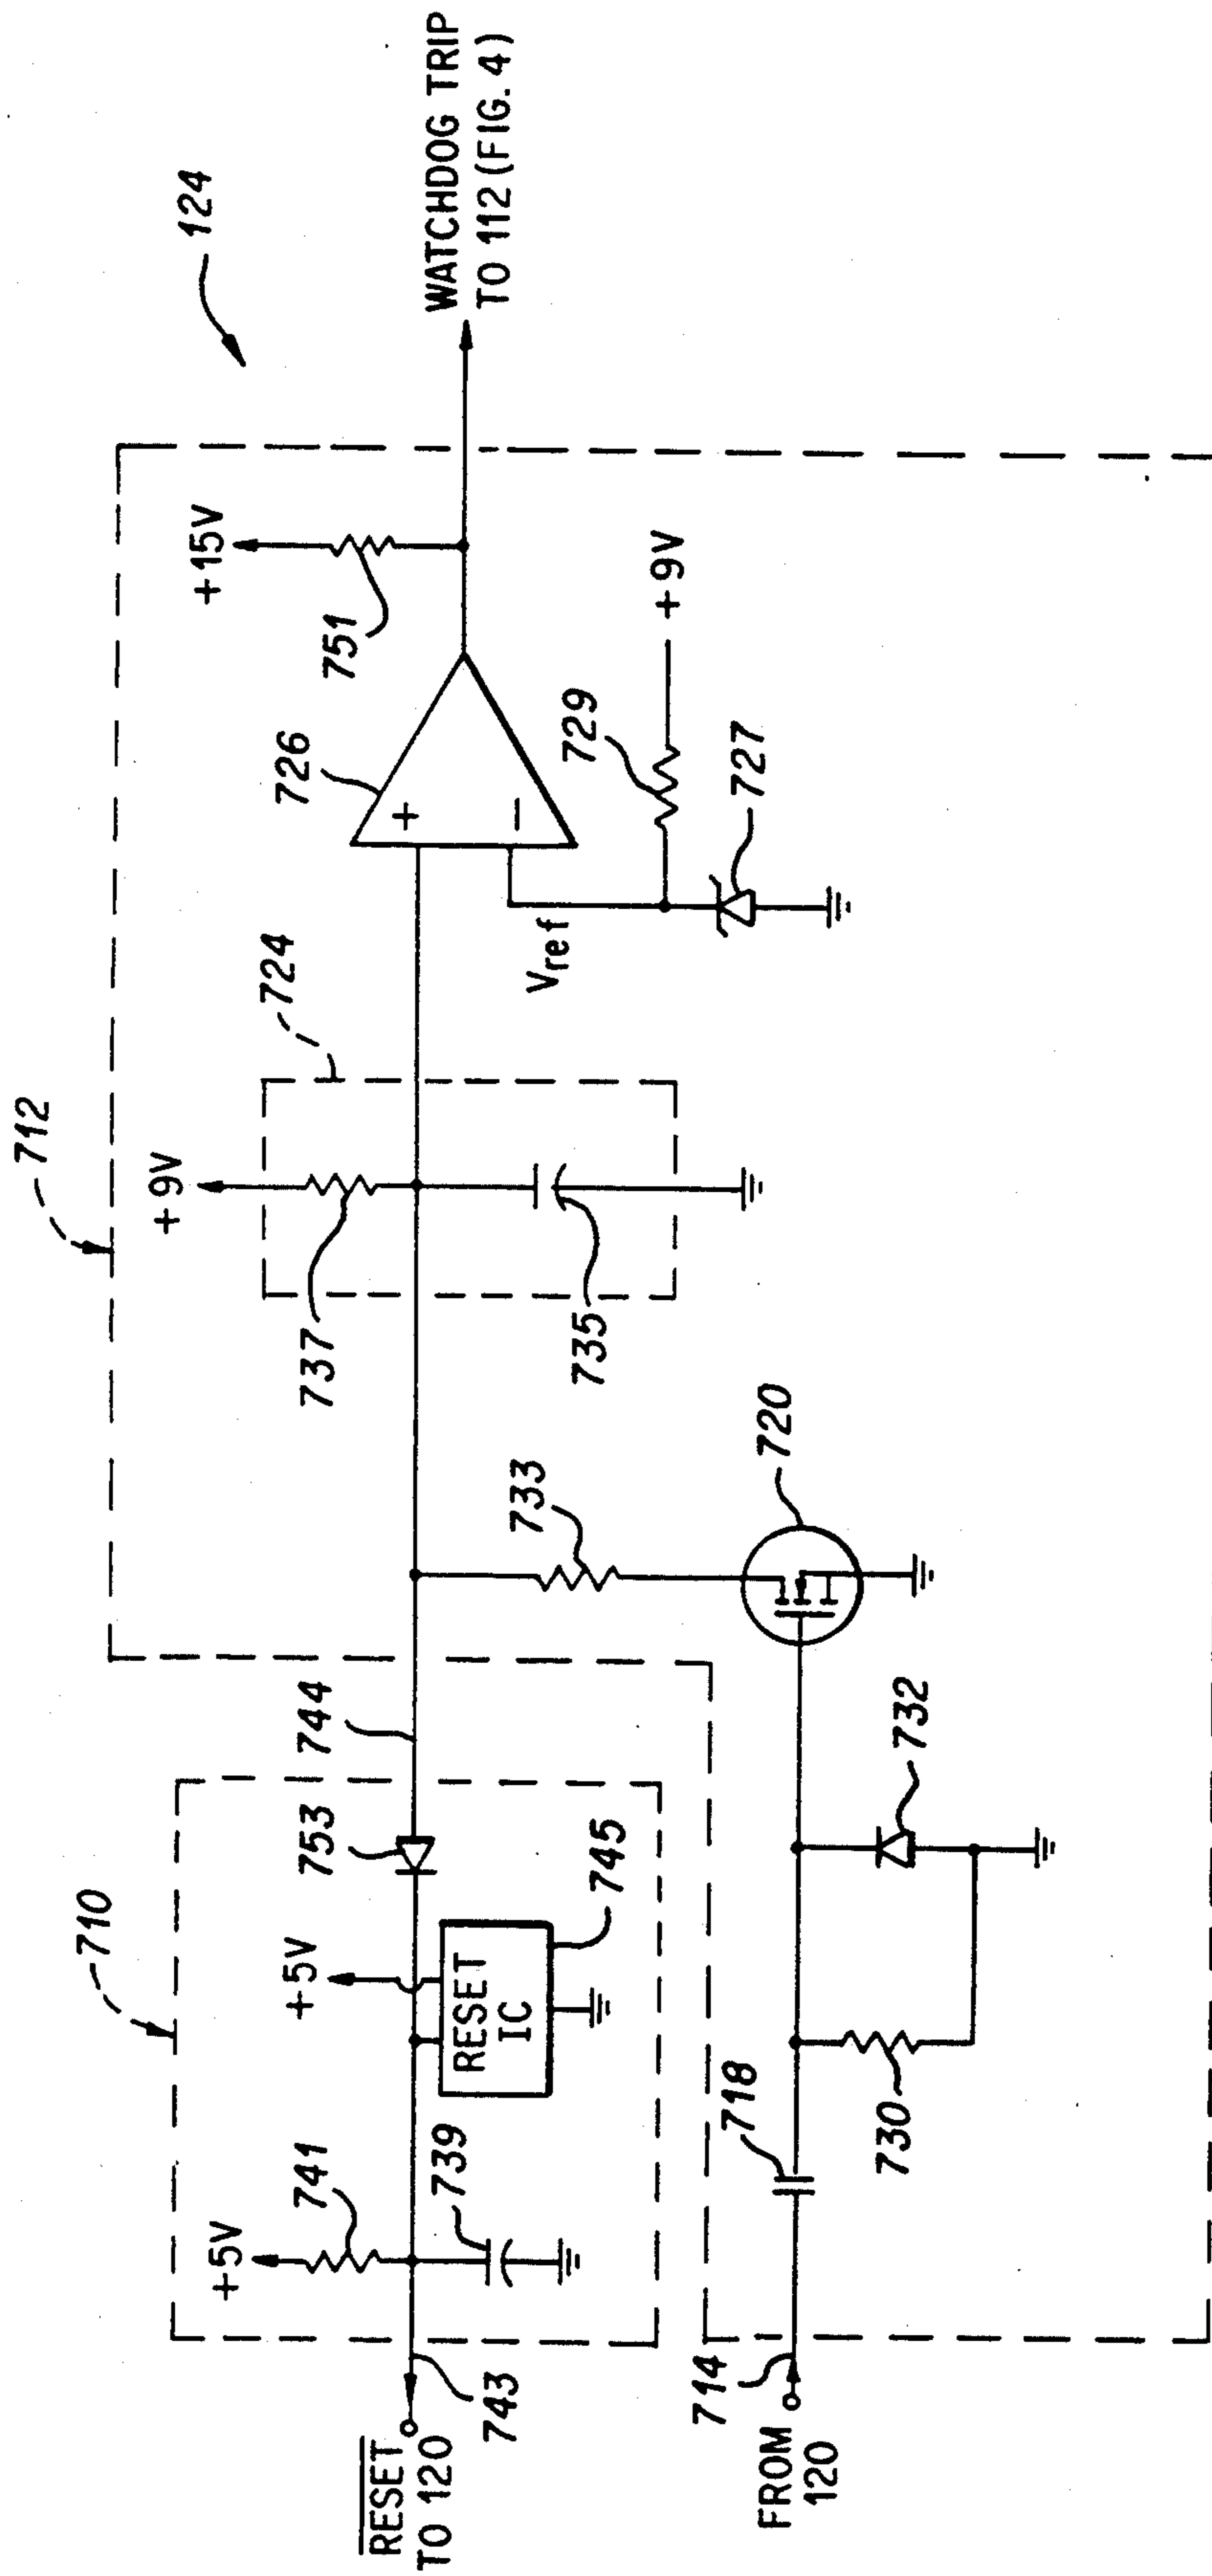 124
712
710
+15V
751
WATCHDOG TRIP
TO 112 (FIG. 4)
+9V
724
726
+
−
Vref
729
+9V
727
737
735
+5V
741
739
+5V
RESET
IC
745
753
744
733
720
RESET
TO 120
743
714
FROM
120
718
730
732